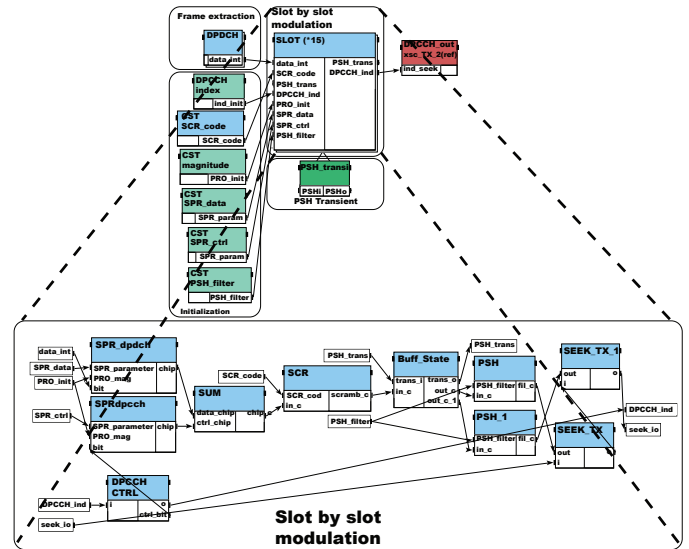 Frame extraction
Slot by slot
modulation
DPDCH
data_int
SLOT (*15)
data_int
SCR_code
PSH_trans
DPCCH_ind
PRO_init
SPR_data
SPR_ctrl
PSH_filter
PSH_trans
DPCCH_ind
DPCCH_out
xsc_TX_2(ref)
ind_seek
DPCCH
index
ind_init
CST
SCR_code
SCR_code
CST
magnitude
PRO_init
CST
SPR_data
SPR_param
CST
SPR_ctrl
SPR_param
CST
PSH_filter
PSH_filter
Initialization
PSH_transi
PSHi PSHo
PSH Transient
data_int
SPR_data
PRO_init
SPR_ctrl
SPR_dpdch
SPR_parameter chip
PRO_mag
bit
SPRdpcch
SPR_parameter chip
PRO_mag
bit
SUM
data_chip chip_c
ctrl_chip
SCR_code
SCR
SCR_cod scramb_c
in_c
PSH_trans
PSH_filter
Buff_State
trans_i trans_o
in_c out_c
out_c_1
PSH_trans
PSH
PSH_filter fil_c
in_c
PSH_1
PSH_filter fil_c
in_c
SEEK_TX_1
out o
i
SEEK_TX
out o
i
DPCCH_ind
seek_io
DPCCH
CTRL
i o
ctrl_bit
DPCCH_ind
seek_io
Slot by slot
modulation